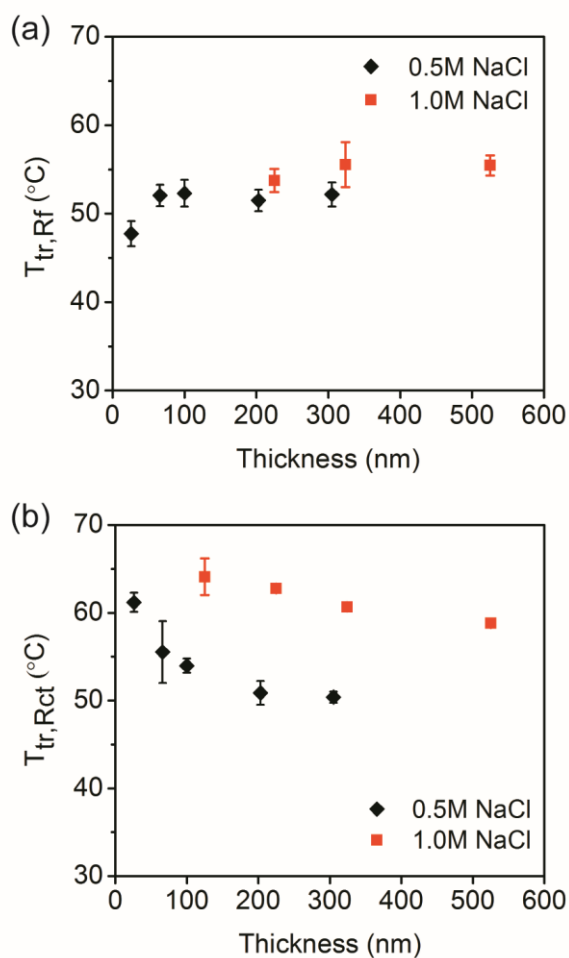 (a)
70
60
50
40
30
T_tr,Rf (°C)
0.5M NaCl
1.0M NaCl
0 100 200 300 400 500 600
Thickness (nm)
(b)
70
60
50
40
30
T_tr,Rct (°C)
0.5M NaCl
1.0M NaCl
0 100 200 300 400 500 600
Thickness (nm)